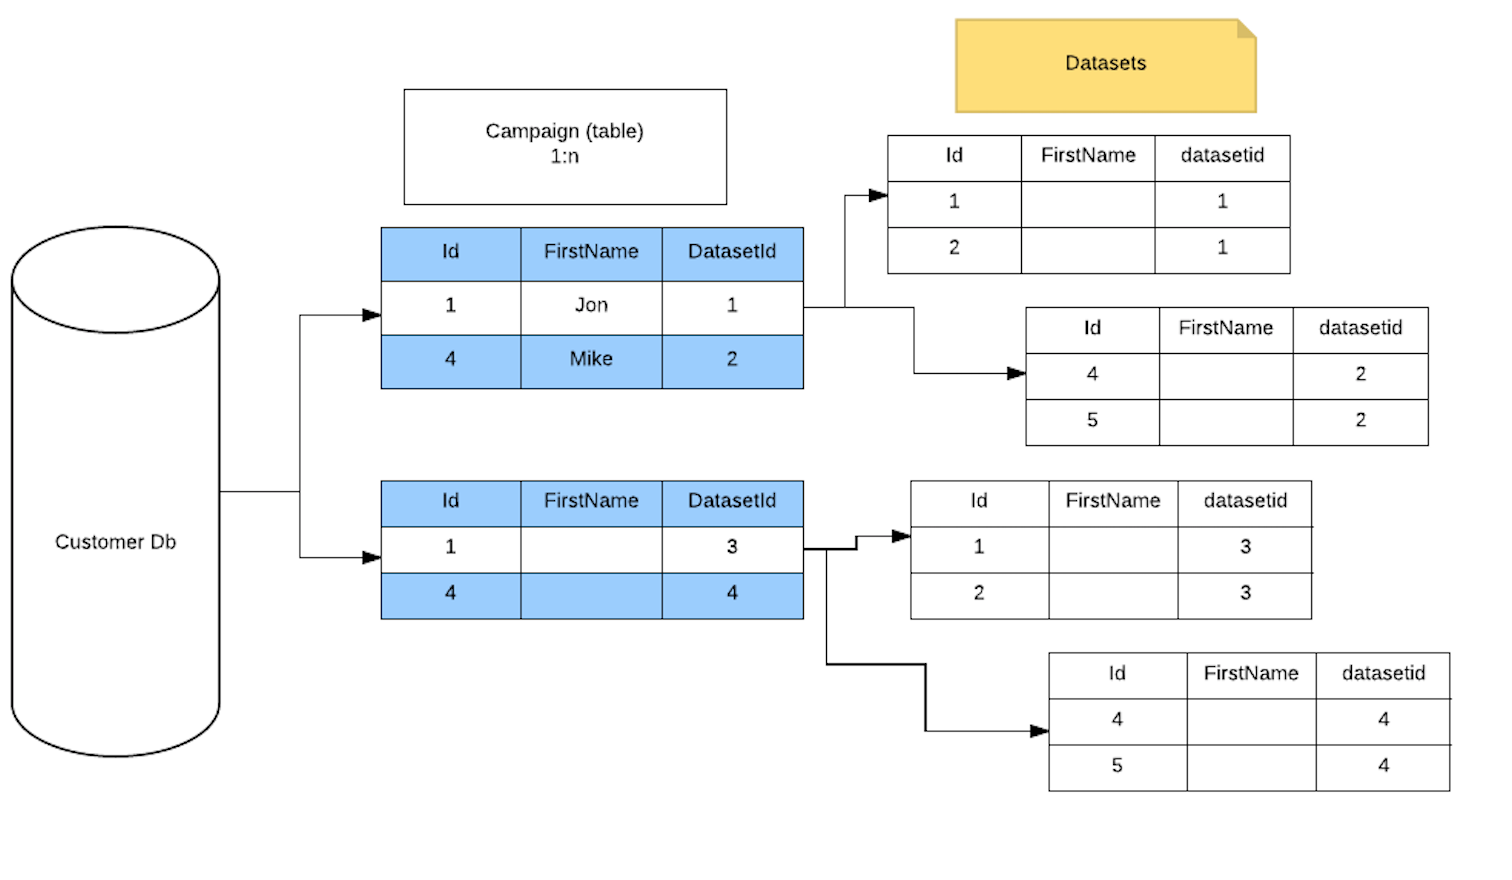 Datasets
Campaign (table)
1:n
Id FirstName datasetid
1 1
2 1
Id FirstName DatasetId
1 Jon 1
4 Mike 2
Id FirstName datasetid
4 2
5 2
Customer Db
Id FirstName DatasetId
1 3
4 4
Id FirstName datasetid
1 3
2 3
Id FirstName datasetid
4 4
5 4